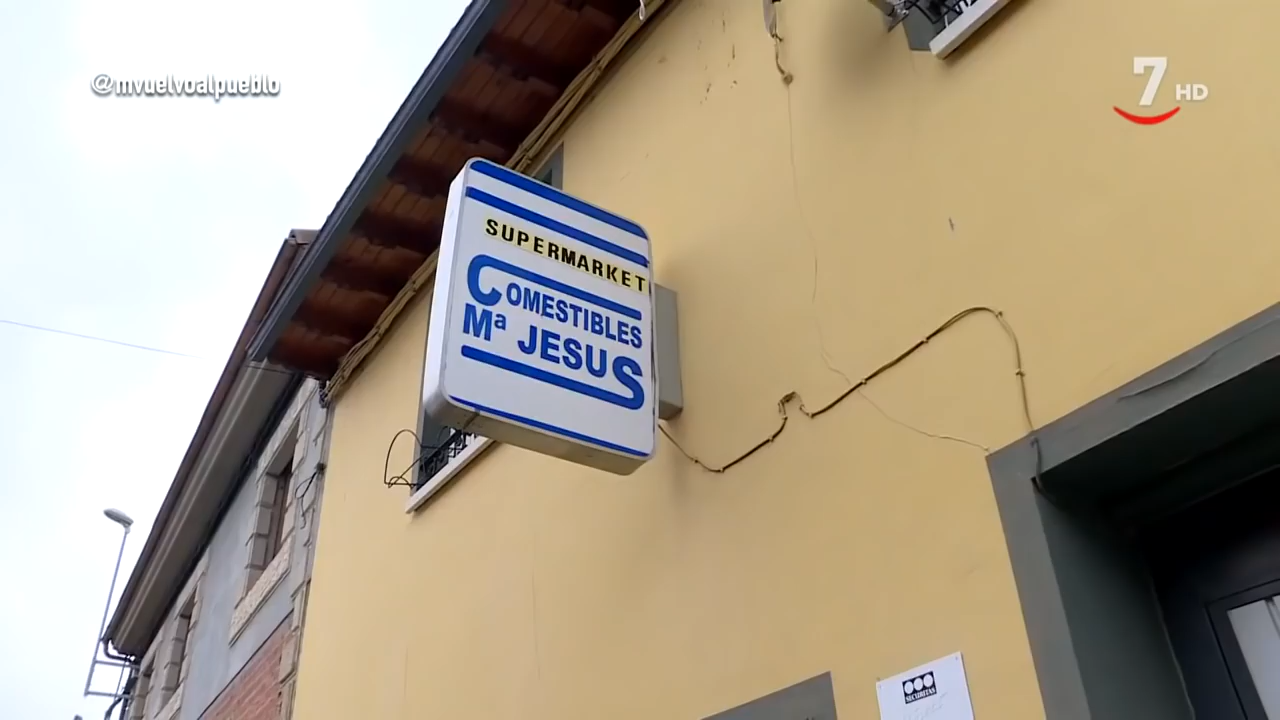 @mvuelvoalpueblo
7 HD
SUPERMARKET
COMESTIBLES
Mª JESUS
SECURITAS